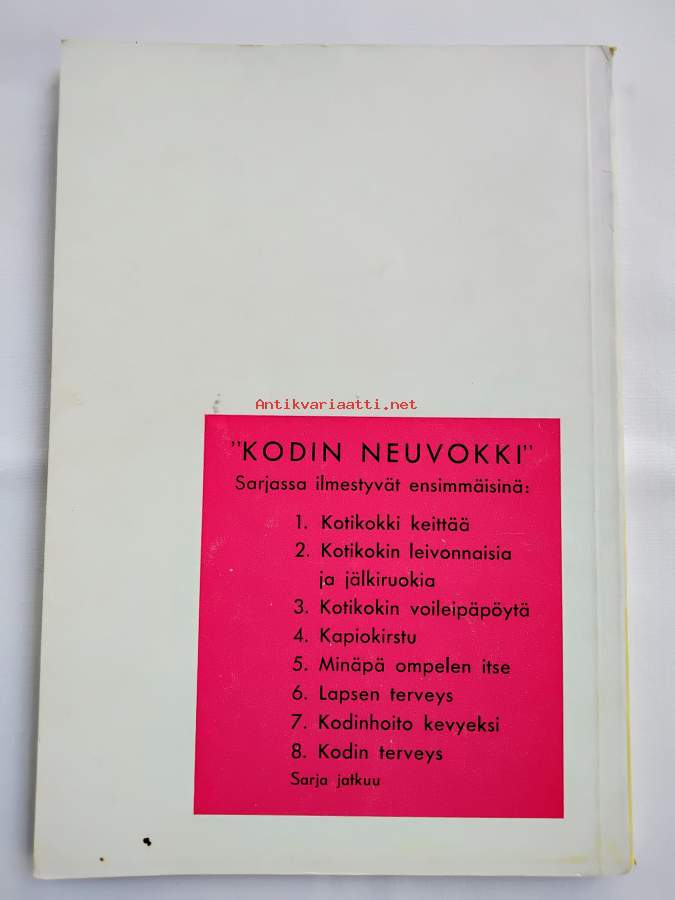 Antikvariaatti.net
"KODIN NEUVOKKI"
Sarjassa ilmestyvät ensimmäisinä:
1. Kotikokki keittää
2. Kotikokin leivonnaisia
ja jälkiruokia
3. Kotikokin voileipäpöytä
4. Kapiokirstu
5. Minäpä ompelen itse
6. Lapsen terveys
7. Kodinhoito kevyeksi
8. Kodin terveys
Sarja jatkuu